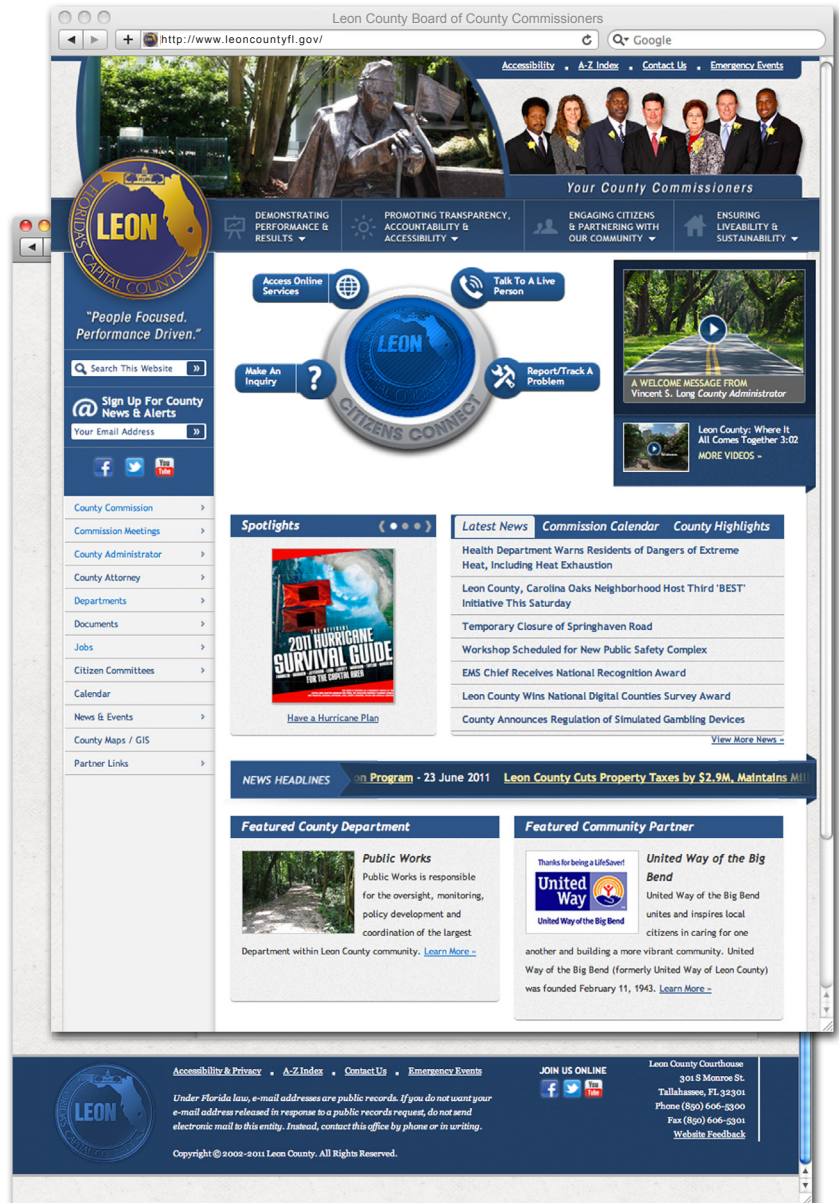 Leon County Board of County Commissioners
http://www.leoncountyfl.gov/
Google
Accessibility
A-Z Index
Contact Us
Emergency Events
Your County Commissioners
FLORIDA'S CAPITAL COUNTY
LEON
DEMONSTRATING
PERFORMANCE &
RESULTS
PROMOTING TRANSPARENCY,
ACCOUNTABILITY &
ACCESSIBILITY
ENGAGING CITIZENS
& PARTNERING WITH
OUR COMMUNITY
ENSURING
LIVEABILITY &
SUSTAINABILITY
"People Focused.
Performance Driven."
Search This Website
@ Sign Up For County
News & Alerts
Your Email Address
You
Tube
County Commission
Commission Meetings
County Administrator
County Attorney
Departments
Documents
Jobs
Citizen Committees
Calendar
News & Events
County Maps / GIS
Partner Links
Access Online
Services
Talk To A Live
Person
Make An
Inquiry
?
Report/Track A
Problem
LEON
CITIZENS CONNECT
A WELCOME MESSAGE FROM
Vincent S. Long County Administrator
Leon County: Where It
All Comes Together 3:02
MORE VIDEOS »
Spotlights
THE OFFICIAL
2011 HURRICANE
SURVIVAL GUIDE
FOR THE CAPITAL AREA
Have a Hurricane Plan
Latest News
Commission Calendar
County Highlights
Health Department Warns Residents of Dangers of Extreme
Heat, Including Heat Exhaustion
Leon County, Carolina Oaks Neighborhood Host Third 'BEST'
Initiative This Saturday
Temporary Closure of Springhaven Road
Workshop Scheduled for New Public Safety Complex
EMS Chief Receives National Recognition Award
Leon County Wins National Digital Counties Survey Award
County Announces Regulation of Simulated Gambling Devices
View More News »
NEWS HEADLINES
on Program - 23 June 2011 Leon County Cuts Property Taxes by $2.9M, Maintains Mil
Featured County Department
Public Works
Public Works is responsible
for the oversight, monitoring,
policy development and
coordination of the largest
Department within Leon County community. Learn More »
Featured Community Partner
Thanks for being a LifeSaver!
United
Way
United Way of the Big Bend
United Way of the Big
Bend
United Way of the Big Bend
unites and inspires local
citizens in caring for one
another and building a more vibrant community. United
Way of the Big Bend (formerly United Way of Leon County)
was founded February 11, 1943. Learn More »
LEON
Accessibility & Privacy
A-Z Index
Contact Us
Emergency Events
Under Florida law, e-mail addresses are public records. If you do not want your
e-mail address released in response to a public records request, do not send
electronic mail to this entity. Instead, contact this office by phone or in writing.
Copyright © 2002-2011 Leon County. All Rights Reserved.
JOIN US ONLINE
You
Tube
Leon County Courthouse
301 S Monroe St.
Tallahassee, FL 32301
Phone (850) 606-5300
Fax (850) 606-5301
Website Feedback